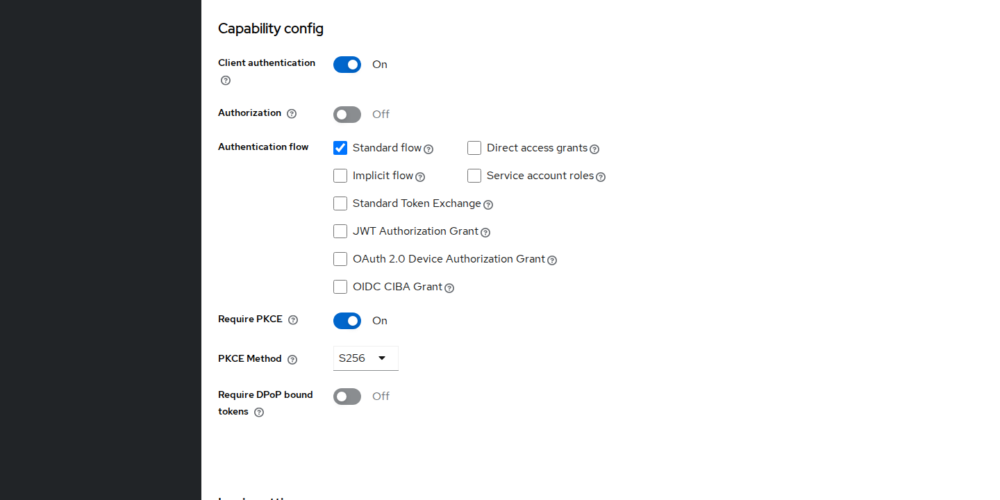 Capability config
Client authentication
On
Authorization
Off
Authentication flow
Standard flow
Direct access grants
Implicit flow
Service account roles
Standard Token Exchange
JWT Authorization Grant
OAuth 2.0 Device Authorization Grant
OIDC CIBA Grant
Require PKCE
On
PKCE Method
S256
Require DPoP bound
tokens
Off